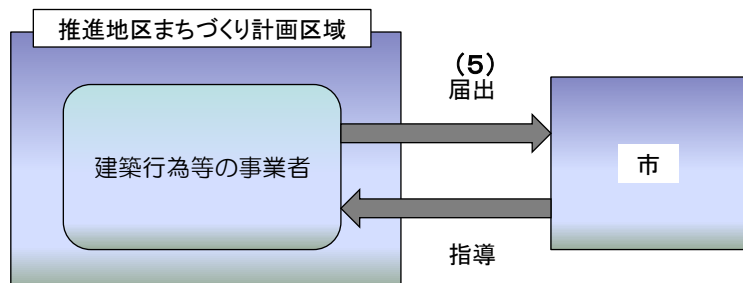 推進地区まちづくり計画区域
(5)
届出
建築行為等の事業者
市
指導